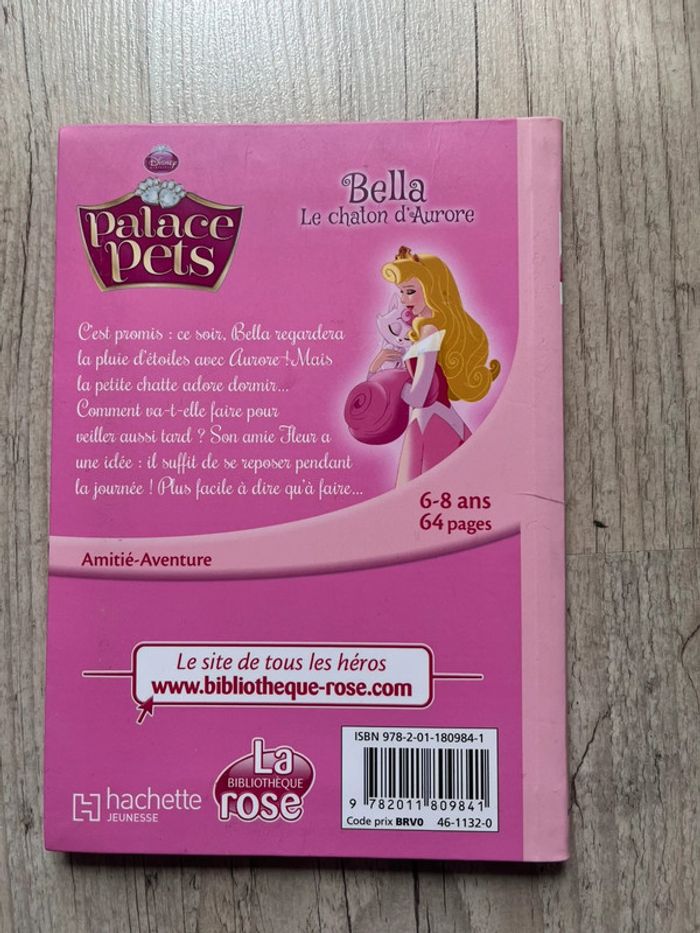 Disney
Palace
Pets
Bella
Le chaton d'Aurore
C'est promis : ce soir, Bella regardera
la pluie d'étoiles avec Aurore ! Mais
la petite chatte adore dormir...
Comment va-t-elle faire pour
veiller aussi tard ? Son amie Fleur a
une idée : il suffit de se reposer pendant
la journée ! Plus facile à dire qu'à faire...
6-8 ans
64 pages
Amitié-Aventure
Le site de tous les héros
www.bibliotheque-rose.com
hachette
JEUNESSE
La
BIBLIOTHÈQUE
rose
ISBN 978-2-01-180984-1
9 782011 809841
Code prix BRV0 46-1132-0